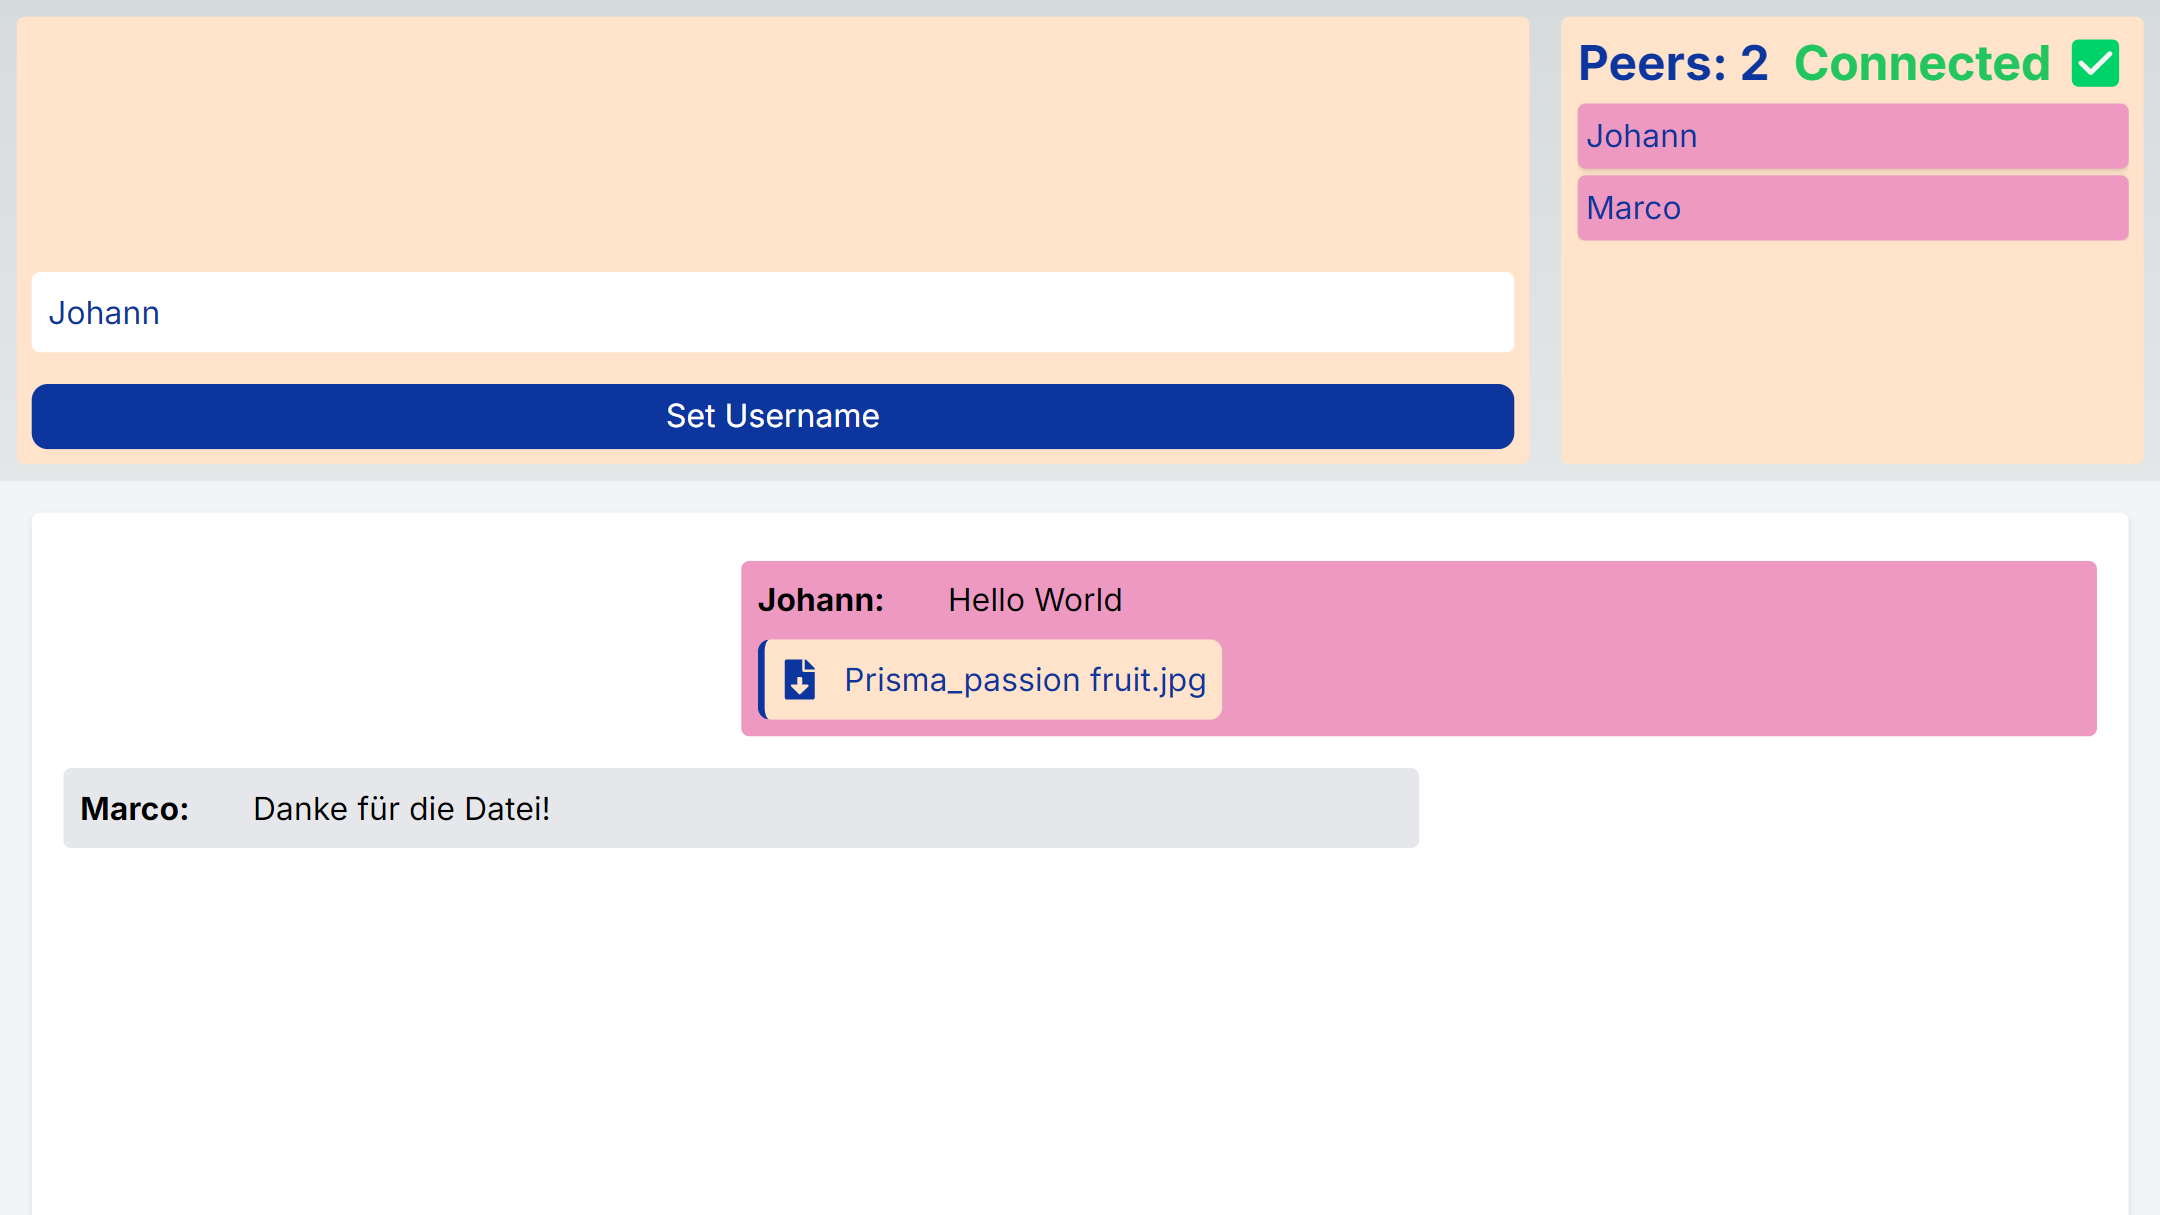 Johann
Set Username
Peers: 2 Connected
Johann
Marco
Johann: Hello World
Prisma_passion fruit.jpg
Marco: Danke für die Datei!